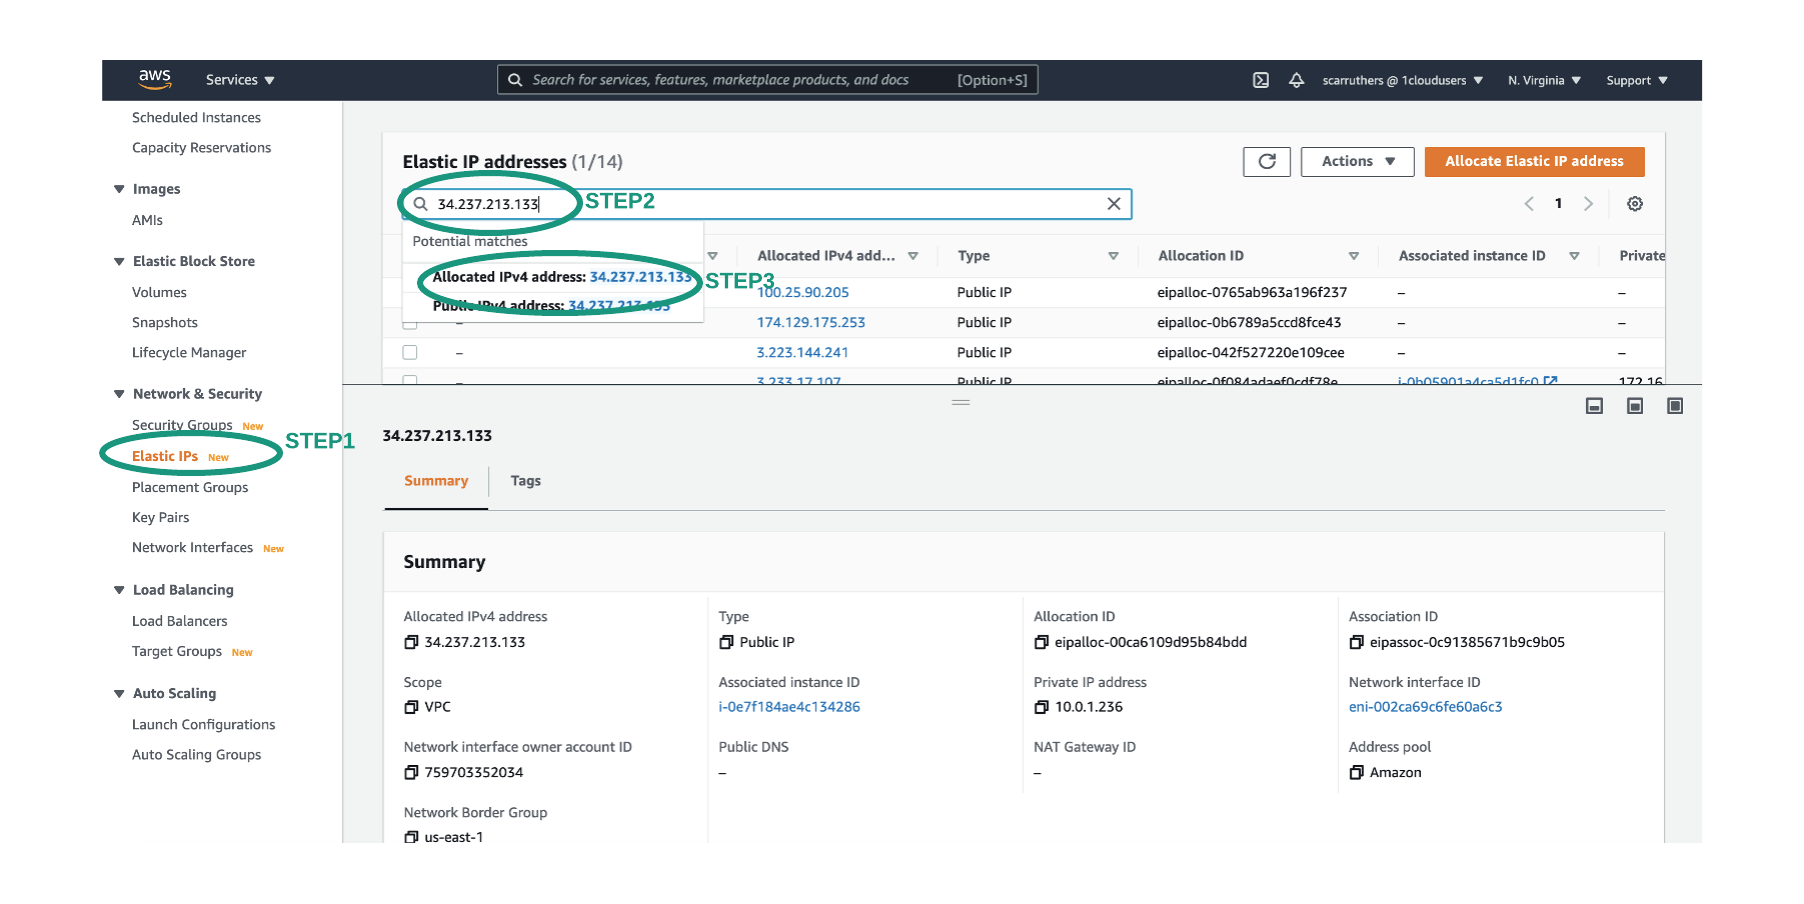 aws Services Search for services, features, marketplace products, and docs [Option+S] scarruthers @ 1cloudusers N. Virginia Support
Scheduled Instances
Capacity Reservations
Images
AMIs
Elastic Block Store
Volumes
Snapshots
Lifecycle Manager
Network & Security
Security Groups New
Elastic IPs New
STEP1
Placement Groups
Key Pairs
Network Interfaces New
Load Balancing
Load Balancers
Target Groups New
Auto Scaling
Launch Configurations
Auto Scaling Groups
Elastic IP addresses (1/14) Actions Allocate Elastic IP address
34.237.213.133 STEP2 1
Potential matches
Allocated IPv4 address: 34.237.213.133 STEP3
Public IPv4 address: 34.237.213.133
Allocated IPv4 add... Type Allocation ID Associated instance ID Private
100.25.90.205 Public IP eipalloc-0765ab963a196f237 – –
– 174.129.175.253 Public IP eipalloc-0b6789a5ccd8fce43 – –
– 3.223.144.241 Public IP eipalloc-042f527220e109cee – –
– 3.233.17.107 Public IP eipalloc-0f084adaef0cdf78e i-0b05901a4ca5d1fc0 172.16
34.237.213.133
Summary Tags
Summary
Allocated IPv4 address Type Allocation ID Association ID
34.237.213.133 Public IP eipalloc-00ca6109d95b84bdd eipassoc-0c91385671b9c9b05
Scope Associated instance ID Private IP address Network interface ID
VPC i-0e7f184ae4c134286 10.0.1.236 eni-002ca69c6fe60a6c3
Network interface owner account ID Public DNS NAT Gateway ID Address pool
759703352034 – – Amazon
Network Border Group
us-east-1